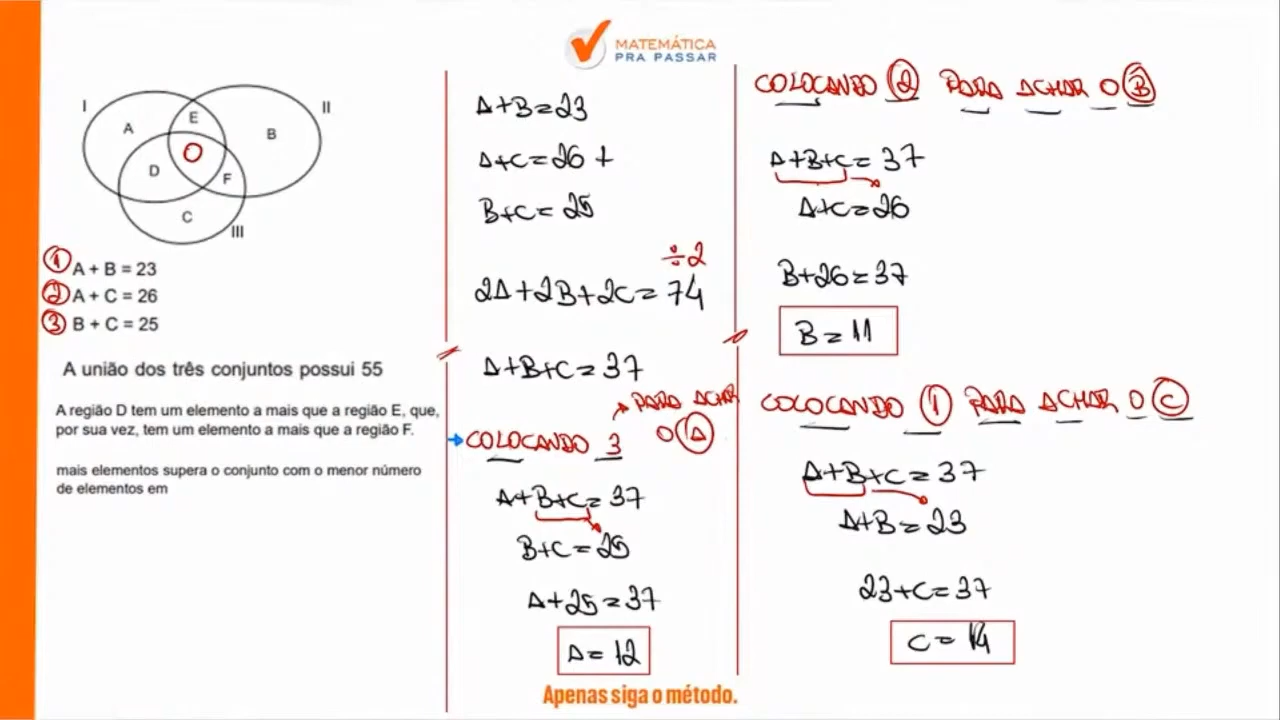 MATEMÁTICA
PRA PASSAR
I
II
A
E
B
O
D
F
C
III
1 A + B = 23
2 A + C = 26
3 B + C = 25
A união dos três conjuntos possui 55
A região D tem um elemento a mais que a região E, que,
por sua vez, tem um elemento a mais que a região F.
mais elementos supera o conjunto com o menor número
de elementos em
A+B=23
A+C=26 +
B+C=25
÷2
2A+2B+2C=74
A+B+C=37
COLOCANDO 3 → PARA ACHAR
O A
A+B+C=37
B+C=25
A+25=37
A=12
COLOCANDO 2 PARA ACHAR O B
A+B+C=37
A+C=26
B+26=37
B=11
COLOCANDO 1 PARA ACHAR O C
A+B+C=37
A+B=23
23+C=37
C=14
Apenas siga o método.